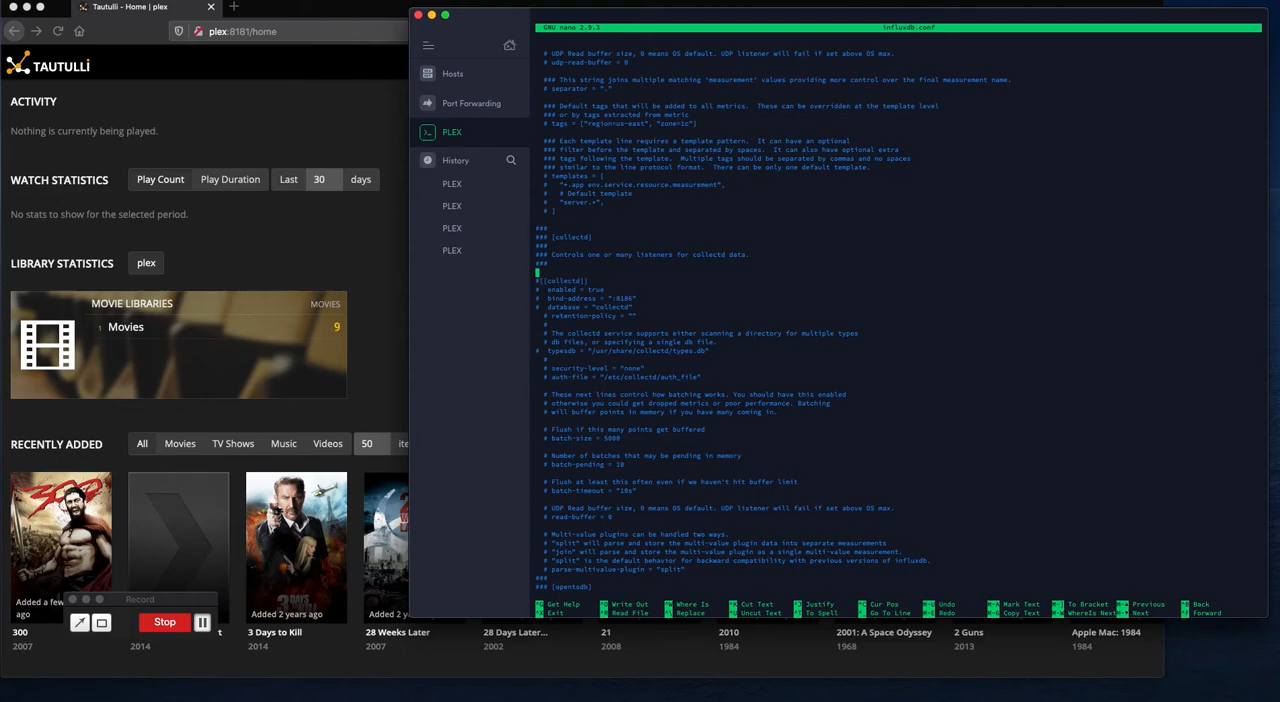 Tautulli - Home | plex
plex:8181/home
TAUTULLI
ACTIVITY
Nothing is currently being played.
WATCH STATISTICS
Play Count
Play Duration
Last
30
days
No stats to show for the selected period.
LIBRARY STATISTICS
plex
MOVIE LIBRARIES
MOVIES
1 Movies
9
RECENTLY ADDED
All
Movies
TV Shows
Music
Videos
50
Added 2 years ago
Added 2 years ago
300
2007
2014
3 Days to Kill
2014
28 Weeks Later
2007
28 Days Later...
2002
21
2008
2010
1984
2001: A Space Odyssey
1968
2 Guns
2013
Apple Mac: 1984
1984
Record
Stop
Hosts
Port Forwarding
PLEX
History
PLEX
PLEX
PLEX
PLEX
GNU nano 2.9.3
influxdb.conf
# UDP Read buffer size, 0 means OS default. UDP listener will fail if set above OS max.
# udp-read-buffer = 0
### This string joins multiple matching 'measurement' values providing more control over the final measurement name.
# separator = "."
### Default tags that will be added to all metrics. These can be overridden at the template level
### or by tags extracted from metric
# tags = ["region=us-east", "zone=1c"]
### Each template line requires a template pattern. It can have an optional
### filter before the template and separated by spaces. It can also have optional extra
### tags following the template. Multiple tags should be separated by commas and no spaces
### similar to the line protocol format. There can be only one default template.
# templates = [
# "*.app env.service.resource.measurement",
# # Default template
# "server.*",
# ]
###
### [collectd]
###
### Controls one or many listeners for collectd data.
###
#[[collectd]]
# enabled = true
# bind-address = ":8186"
# database = "collectd"
# retention-policy = ""
#
# The collectd service supports either scanning a directory for multiple types
# db files, or specifying a single db file.
# typesdb = "/usr/share/collectd/types.db"
#
# security-level = "none"
# auth-file = "/etc/collectd/auth_file"
# These next lines control how batching works. You should have this enabled
# otherwise you could get dropped metrics or poor performance. Batching
# will buffer points in memory if you have many coming in.
# Flush if this many points get buffered
# batch-size = 5000
# Number of batches that may be pending in memory
# batch-pending = 10
# Flush at least this often even if we haven't hit buffer limit
# batch-timeout = "10s"
# UDP Read buffer size, 0 means OS default. UDP listener will fail if set above OS max.
# read-buffer = 0
# Multi-value plugins can be handled two ways.
# "split" will parse and store the multi-value plugin data into separate measurements
# "join" will parse and store the multi-value plugin as a single multi-value measurement.
# "split" is the default behavior for backward compatibility with previous versions of influxdb.
# parse-multivalue-plugin = "split"
###
### [opentsdb]
^G Get Help ^O Write Out ^W Where Is ^K Cut Text ^J Justify ^C Cur Pos M-U Undo M-A Mark Text M-] To Bracket Previous ^B Back
^X Exit ^R Read File ^\ Replace ^U Uncut Text ^T To Spell ^_ Go To Line M-E Redo M-6 Copy Text M-W WhereIs Next Next ^F Forward